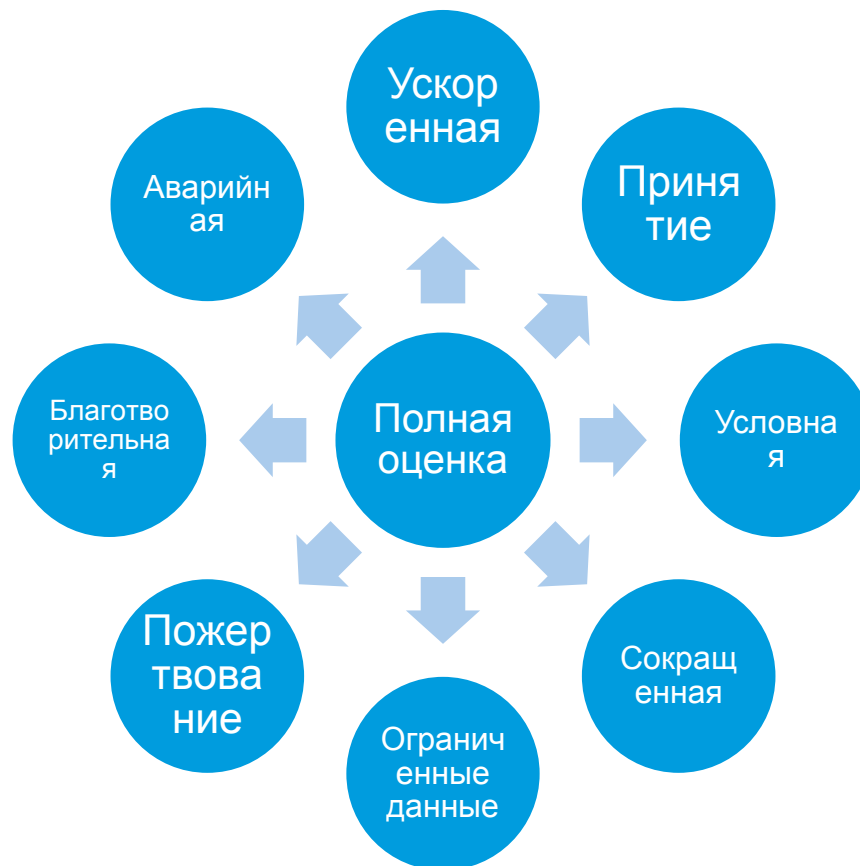 Ускор
енная
Приня
тие
Условна
я
Сокращ
енная
Огранич
енные
данные
Пожер
твова
ние
Благотво
рительна
я
Аварийн
ая
Полная
оценка